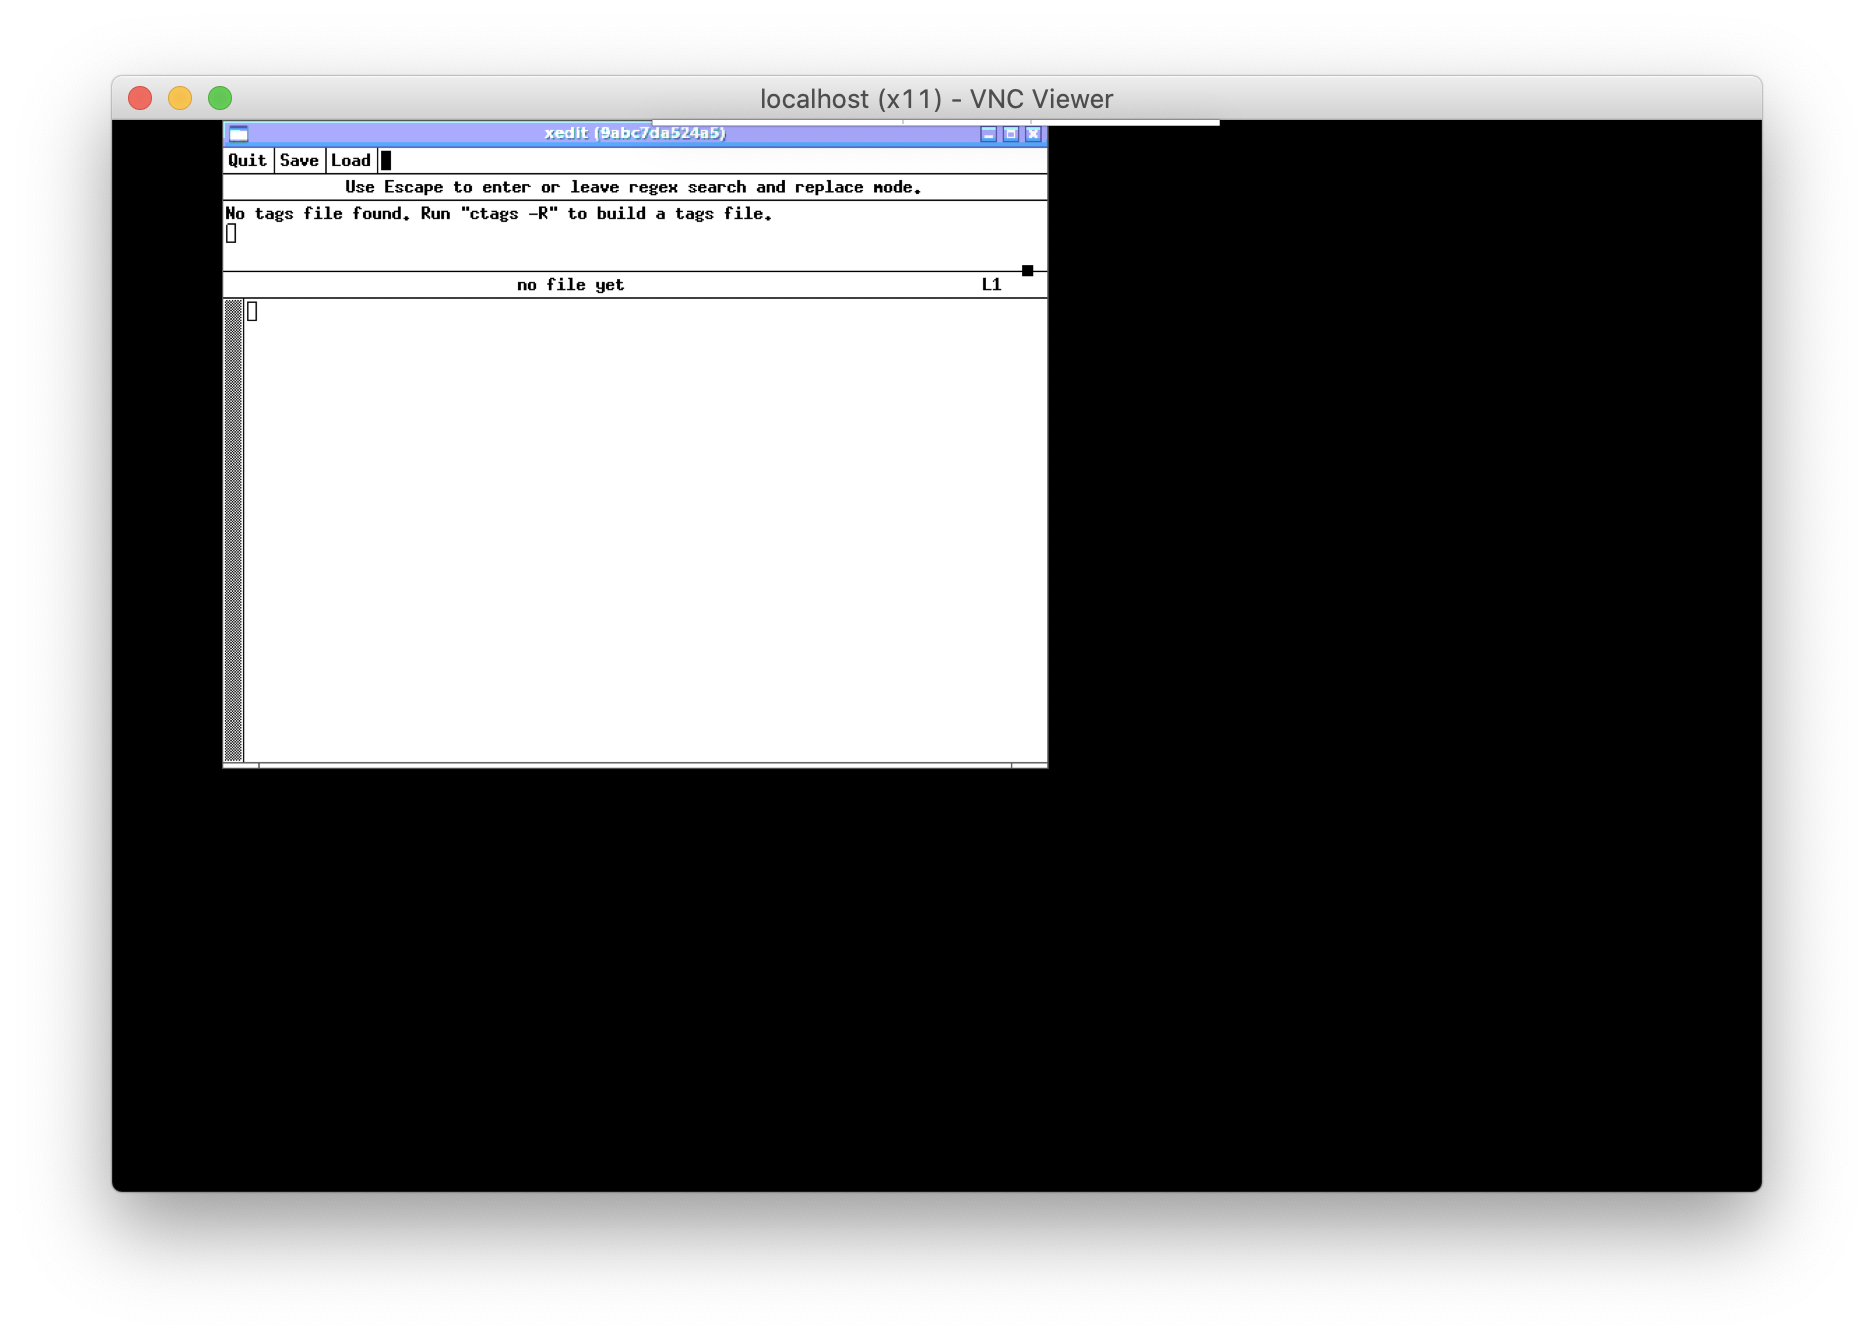 localhost (x11) - VNC Viewer
xedit (9abc7da524a5)
Quit Save Load
Use Escape to enter or leave regex search and replace mode.
No tags file found. Run "ctags -R" to build a tags file.
no file yet L1